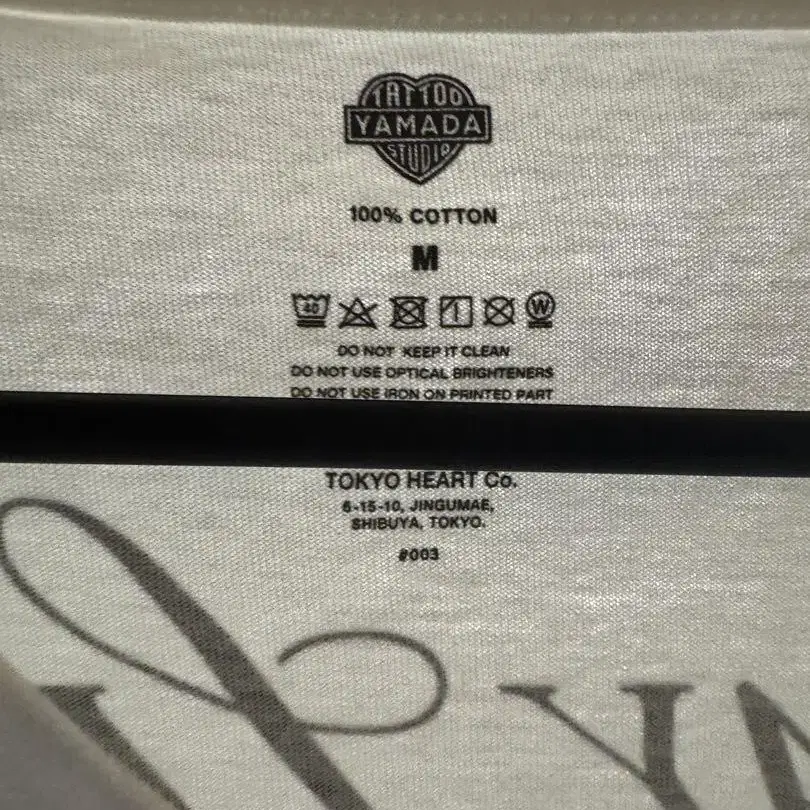 TATTOO
YAMADA
STUDIO
100% COTTON
M
40
W
DO NOT KEEP IT CLEAN
DO NOT USE OPTICAL BRIGHTENERS
DO NOT USE IRON ON PRINTED PART
TOKYO HEART Co.
6-15-10, JINGUMAE,
SHIBUYA, TOKYO.
#003